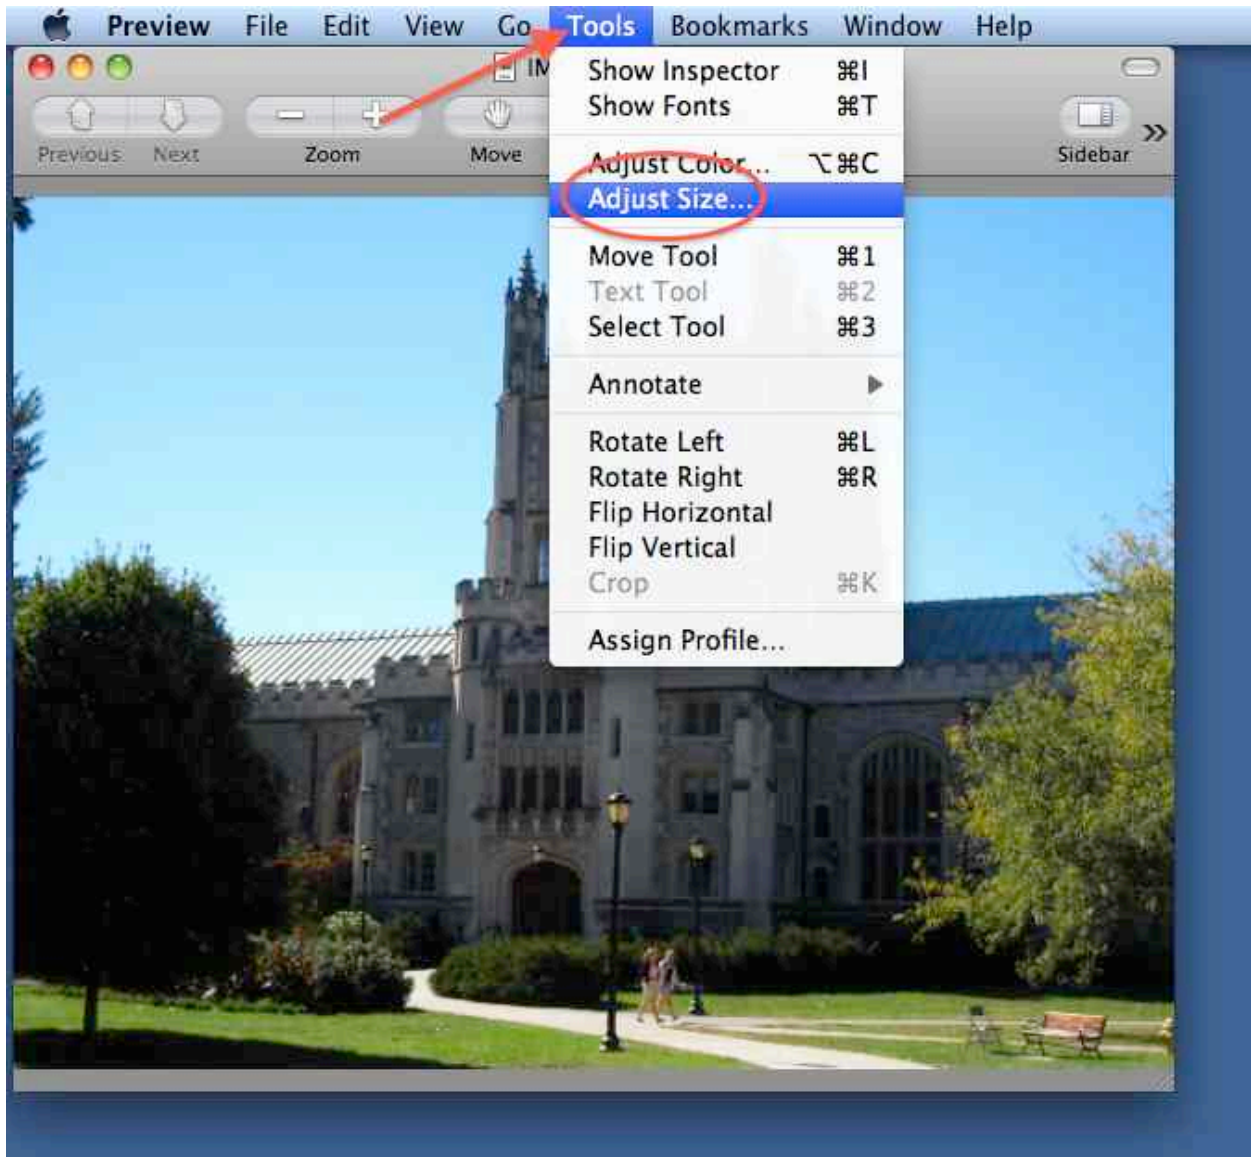 Preview File Edit View Go Tools Bookmarks Window Help
IM
Previous Next Zoom Move Sidebar
Show Inspector ⌘I
Show Fonts ⌘T
Adjust Color... ⌥⌘C
Adjust Size...
Move Tool ⌘1
Text Tool ⌘2
Select Tool ⌘3
Annotate
Rotate Left ⌘L
Rotate Right ⌘R
Flip Horizontal
Flip Vertical
Crop ⌘K
Assign Profile...